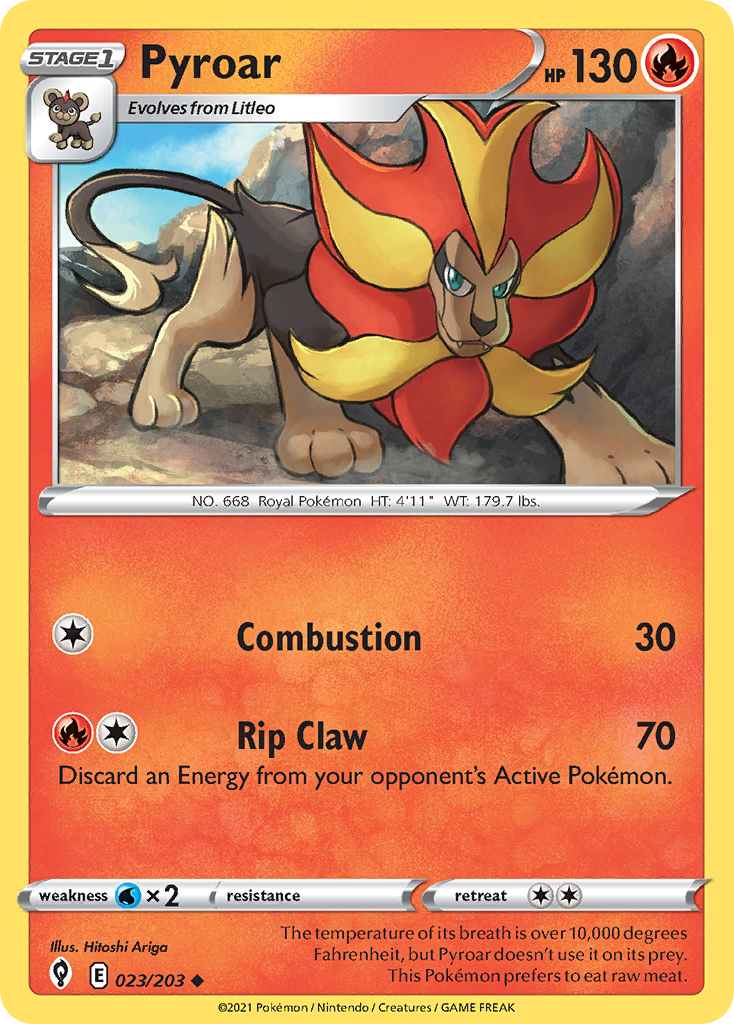 STAGE1
Pyroar
HP 130
Evolves from Litleo
NO. 668 Royal Pokémon HT: 4'11" WT: 179.7 lbs.
Combustion 30
Rip Claw 70
Discard an Energy from your opponent's Active Pokémon.
weakness ×2 resistance retreat
Illus. Hitoshi Ariga
The temperature of its breath is over 10,000 degrees
Fahrenheit, but Pyroar doesn't use it on its prey.
This Pokémon prefers to eat raw meat.
E 023/203
©2021 Pokémon / Nintendo / Creatures / GAME FREAK